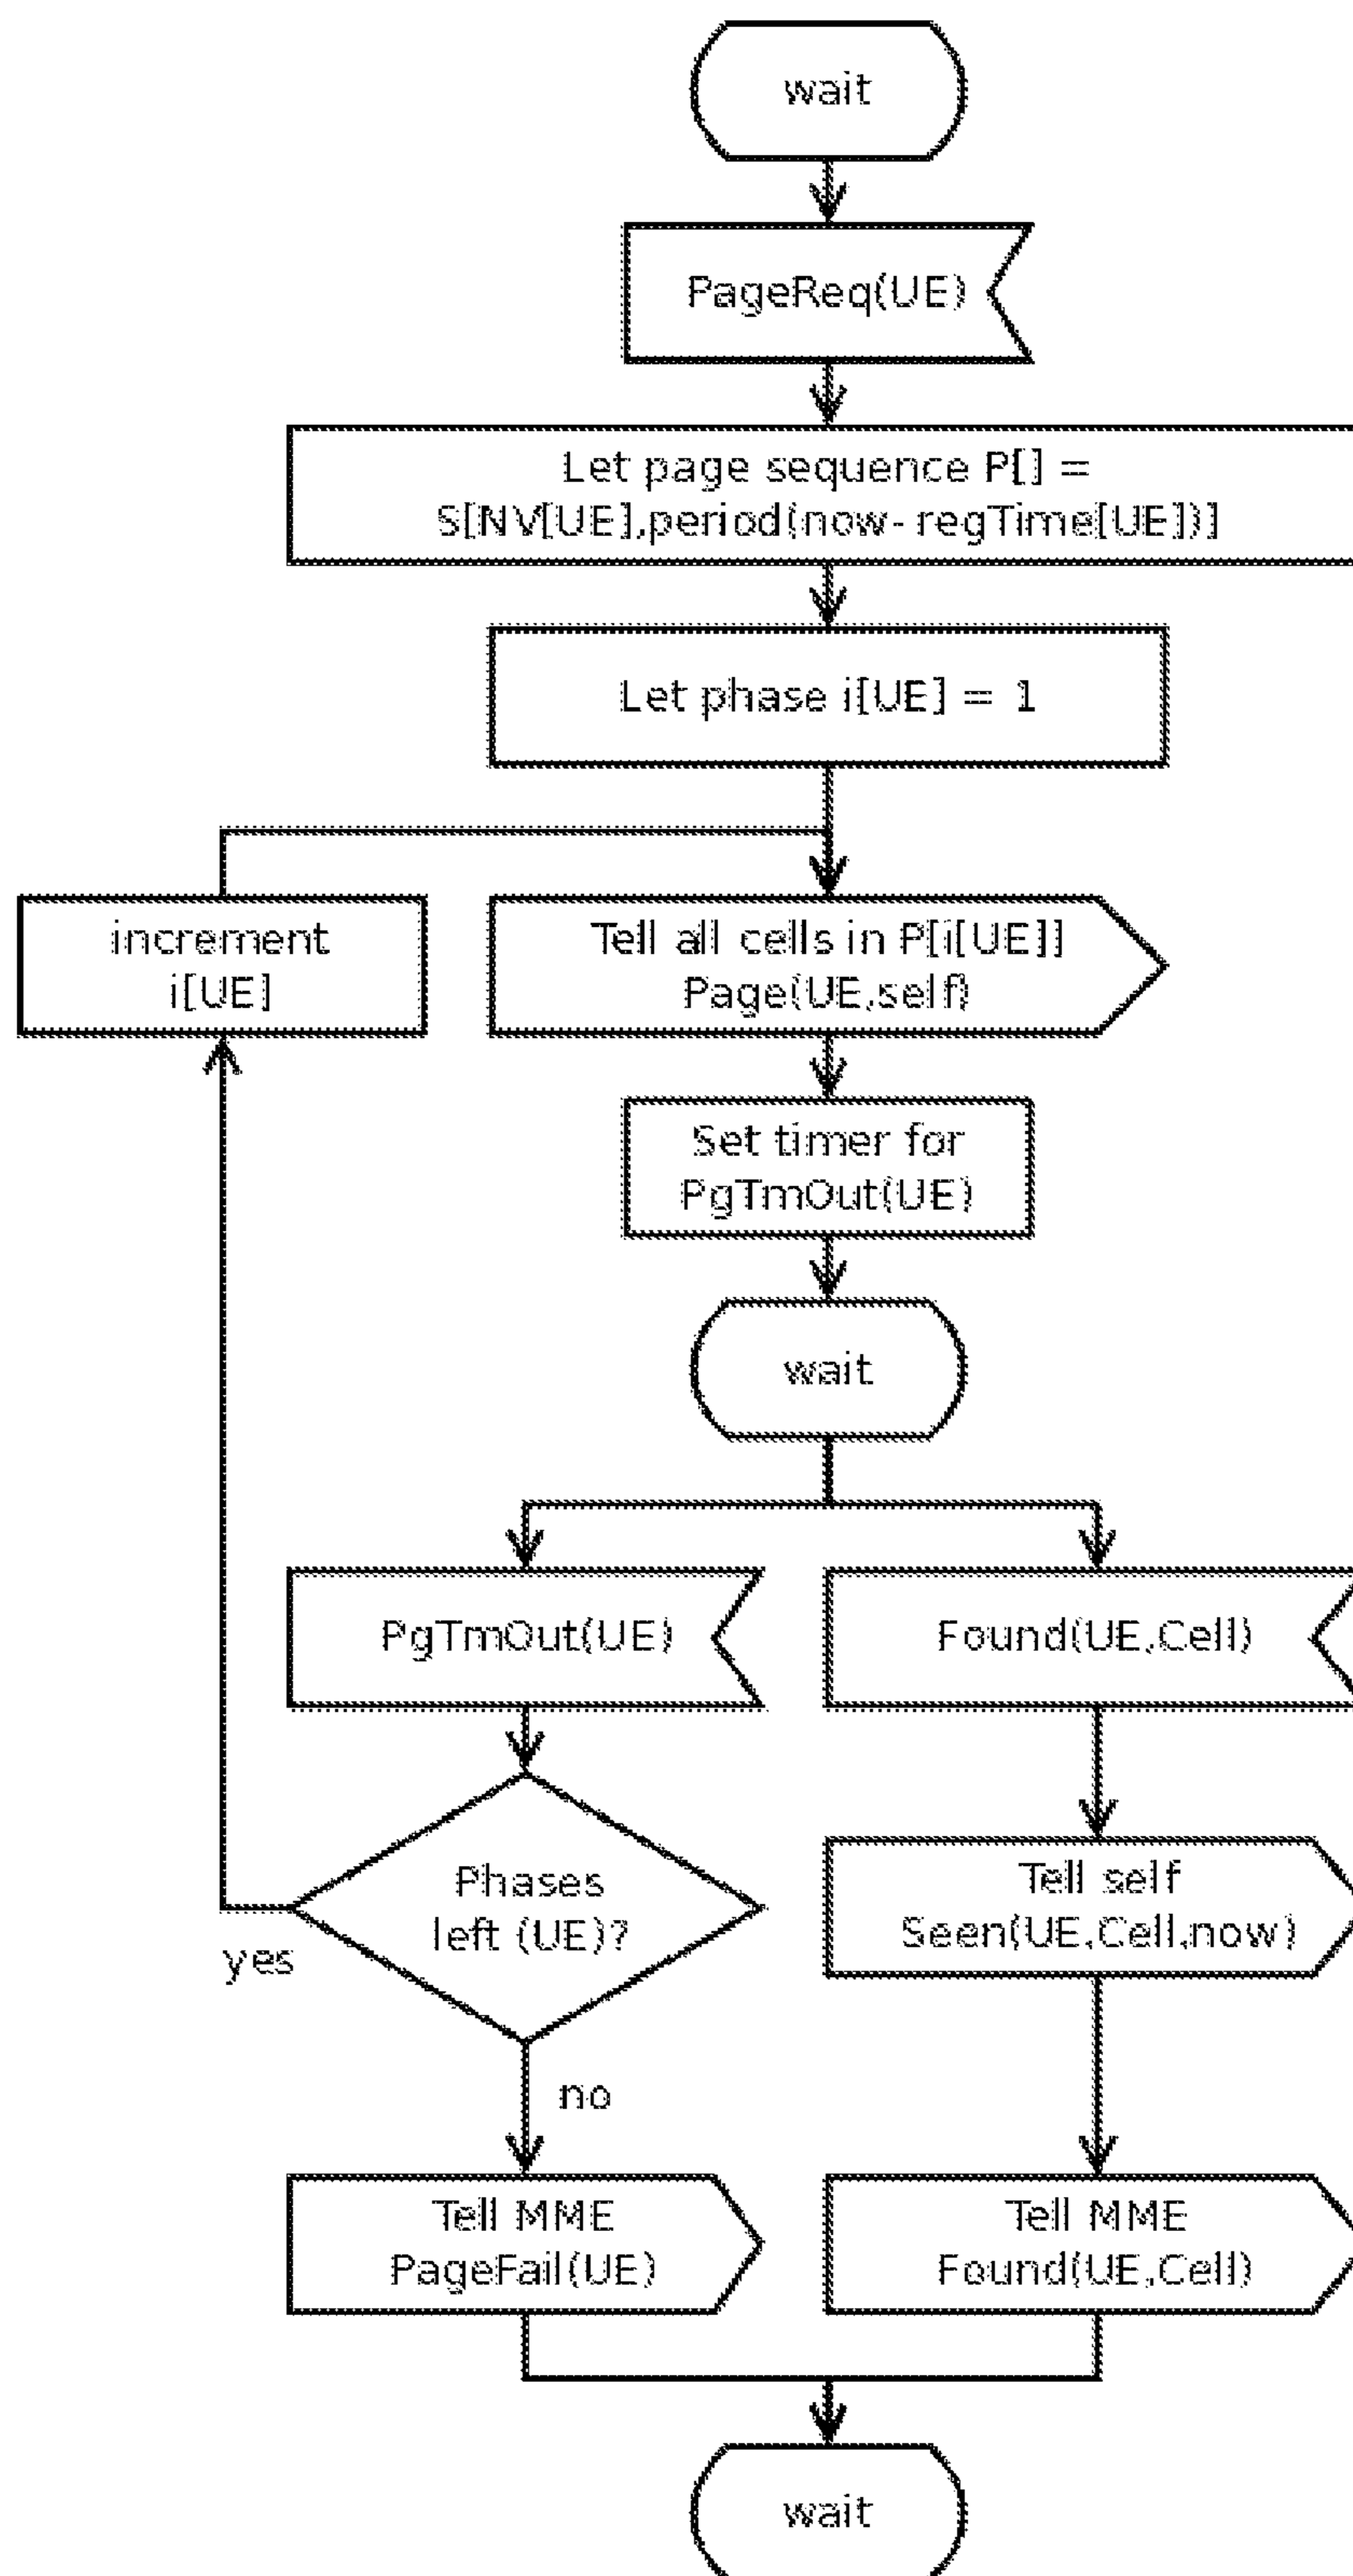 wait
PageReq(UE)
Let page sequence P[] =
S[NV[UE],period(now-regTime[UE])]
Let phase i[UE] = 1
increment
i[UE]
Tell all cells in P[i[UE]]
Page(UE,self)
Set timer for
PgTmOut(UE)
wait
PgTmOut(UE)
Found(UE,Cell)
Phases
left (UE)?
yes
no
Tell self
Seen(UE,Cell,now)
Tell MME
PageFail(UE)
Tell MME
Found(UE,Cell)
wait